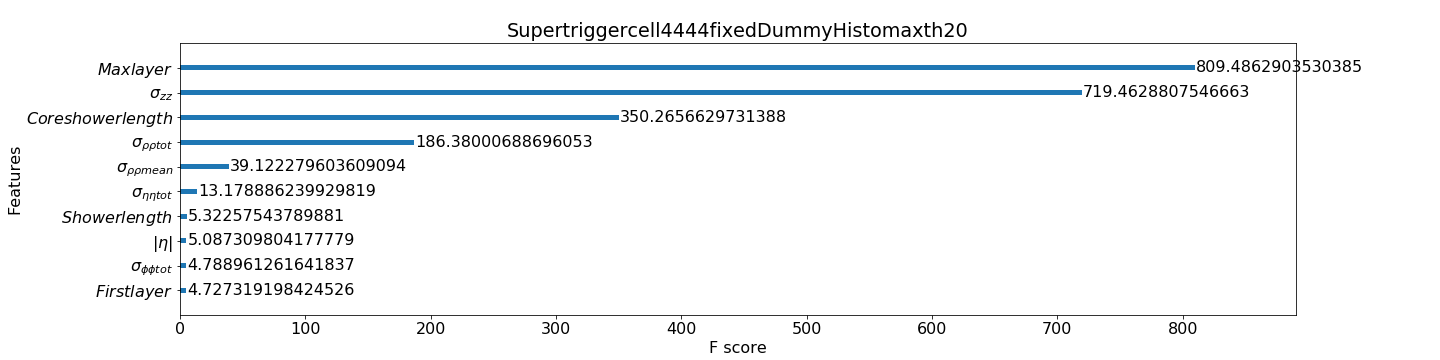 Supertriggercell4444fixedDummyHistomaxth20
Maxlayer 809.4862903530385
σzz 719.4628807546663
Coreshowerlength 350.2656629731388
σρρtot 186.38000688696053
σρρmean 39.122279603609094
σηηtot 13.178886239929819
Showerlength 5.32257543789881
|η| 5.087309804177779
σϕϕtot 4.788961261641837
Firstlayer 4.727319198424526
Features
0 100 200 300 400 500 600 700 800
F score